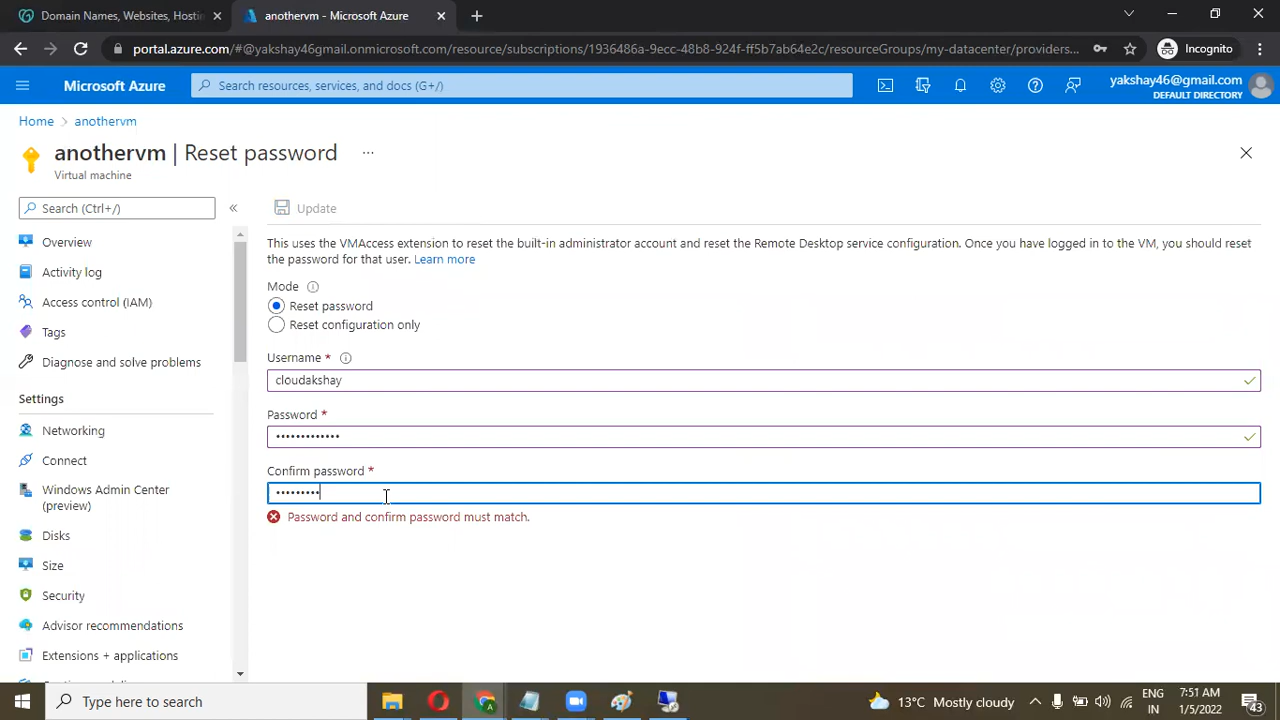 Domain Names, Websites, Hostin
anothervm - Microsoft Azure
portal.azure.com/#@yakshay46gmail.onmicrosoft.com/resource/subscriptions/1936486a-9ecc-48b8-924f-ff5b7ab64e2c/resourceGroups/my-datacenter/providers...
Incognito
Microsoft Azure
Search resources, services, and docs (G+/)
yakshay46@gmail.com
DEFAULT DIRECTORY
Home > anothervm
anothervm | Reset password ...
Virtual machine
Search (Ctrl+/)
«
Update
This uses the VMAccess extension to reset the built-in administrator account and reset the Remote Desktop service configuration. Once you have logged in to the VM, you should reset
the password for that user. Learn more
Mode
Reset password
Reset configuration only
Username *
cloudakshay
Password *
•••••••••••••
Confirm password *
•••••••••
Password and confirm password must match.
Overview
Activity log
Access control (IAM)
Tags
Diagnose and solve problems
Settings
Networking
Connect
Windows Admin Center
(preview)
Disks
Size
Security
Advisor recommendations
Extensions + applications
Type here to search
13°C Mostly cloudy
ENG
IN
7:51 AM
1/5/2022
43